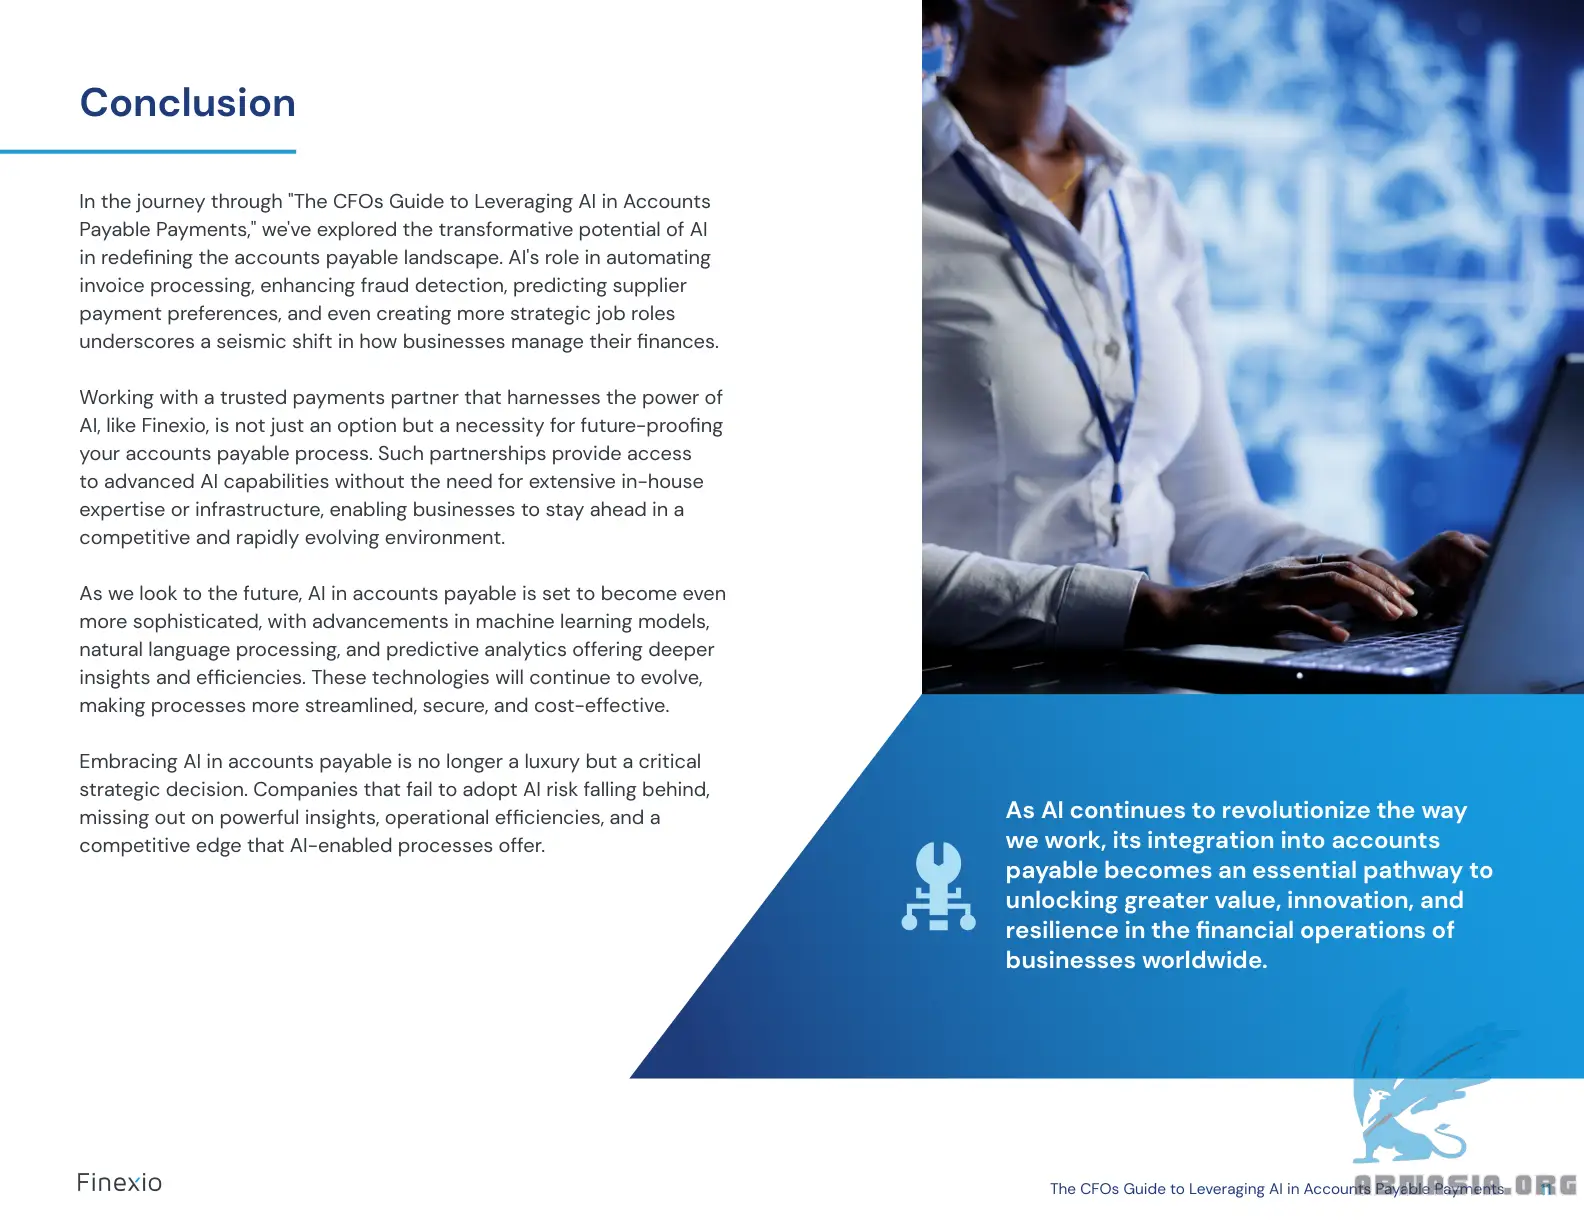 Conclusion
In the journey through "The CFOs Guide to Leveraging AI in Accounts
Payable Payments," we've explored the transformative potential of AI
in redefining the accounts payable landscape. AI's role in automating
invoice processing, enhancing fraud detection, predicting supplier
payment preferences, and even creating more strategic job roles
underscores a seismic shift in how businesses manage their finances.
Working with a trusted payments partner that harnesses the power of
AI, like Finexio, is not just an option but a necessity for future-proofing
your accounts payable process. Such partnerships provide access
to advanced AI capabilities without the need for extensive in-house
expertise or infrastructure, enabling businesses to stay ahead in a
competitive and rapidly evolving environment.
As we look to the future, AI in accounts payable is set to become even
more sophisticated, with advancements in machine learning models,
natural language processing, and predictive analytics offering deeper
insights and efficiencies. These technologies will continue to evolve,
making processes more streamlined, secure, and cost-effective.
Embracing AI in accounts payable is no longer a luxury but a critical
strategic decision. Companies that fail to adopt AI risk falling behind,
missing out on powerful insights, operational efficiencies, and a
competitive edge that AI-enabled processes offer.
As AI continues to revolutionize the way
we work, its integration into accounts
payable becomes an essential pathway to
unlocking greater value, innovation, and
resilience in the financial operations of
businesses worldwide.
Finexio
The CFOs Guide to Leveraging AI in Accounts Payable Payments